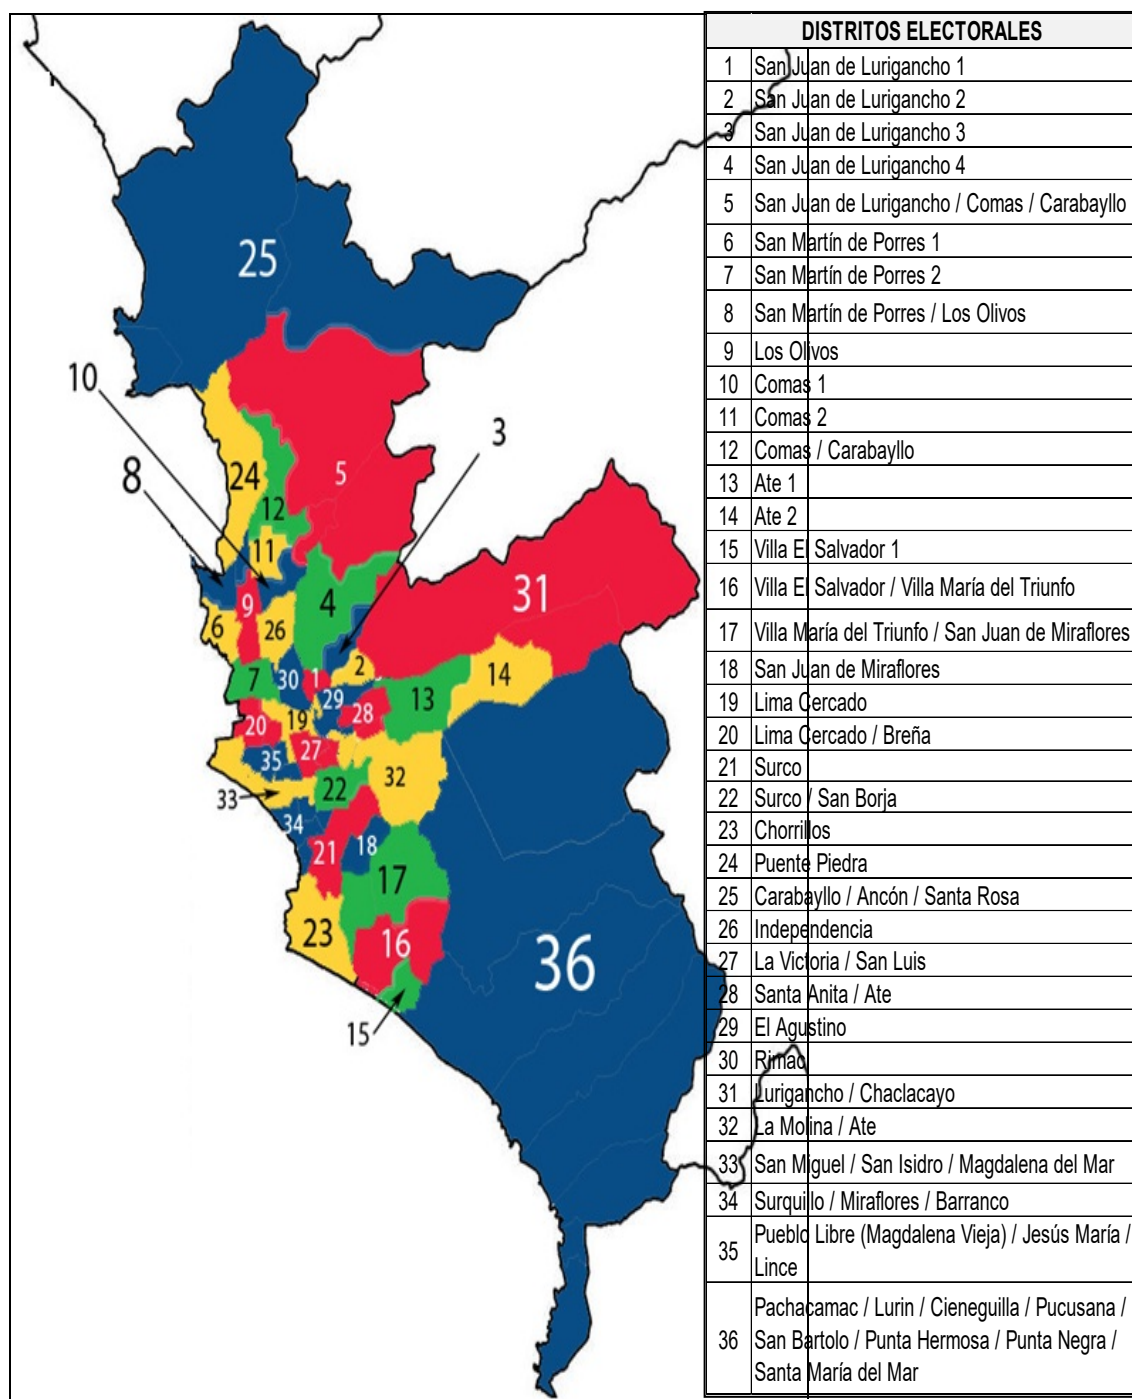 DISTRITOS ELECTORALES
1 San Juan de Lurigancho 1
2 San Juan de Lurigancho 2
3 San Juan de Lurigancho 3
4 San Juan de Lurigancho 4
5 San Juan de Lurigancho / Comas / Carabayllo
6 San Martín de Porres 1
7 San Martín de Porres 2
8 San Martín de Porres / Los Olivos
9 Los Olivos
10 Comas 1
11 Comas 2
12 Comas / Carabayllo
13 Ate 1
14 Ate 2
15 Villa El Salvador 1
16 Villa El Salvador / Villa María del Triunfo
17 Villa María del Triunfo / San Juan de Miraflores
18 San Juan de Miraflores
19 Lima Cercado
20 Lima Cercado / Breña
21 Surco
22 Surco / San Borja
23 Chorrillos
24 Puente Piedra
25 Carabayllo / Ancón / Santa Rosa
26 Independencia
27 La Victoria / San Luis
28 Santa Anita / Ate
29 El Agustino
30 Rimac
31 Lurigancho / Chaclacayo
32 La Molina / Ate
33 San Miguel / San Isidro / Magdalena del Mar
34 Surquillo / Miraflores / Barranco
35 Pueblo Libre (Magdalena Vieja) / Jesús María /
Lince
36 Pachacamac / Lurin / Cieneguilla / Pucusana /
San Bartolo / Punta Hermosa / Punta Negra /
Santa María del Mar
25
10
3
8
24
5
12
11
31
4
9
6
26
2
14
7
30
1
29
13
28
19
20
27
35
32
22
33
34
18
21
17
23
16
36
15